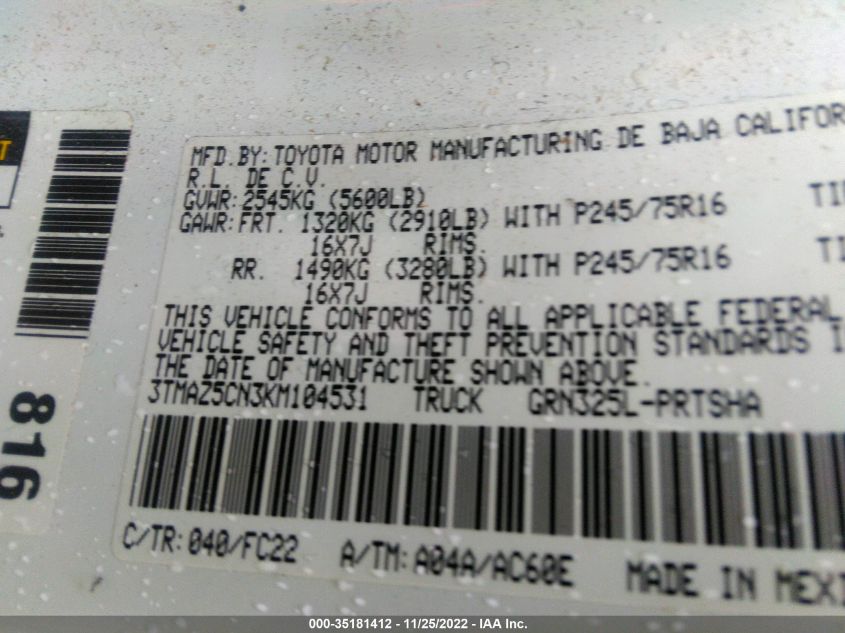 MFD. BY: TOYOTA MOTOR MANUFACTURING DE BAJA CALIFOR
R.L. DE C.V.
GVWR: 2545KG (5600LB)
GAWR: FRT. 1320KG (2910LB) WITH P245/75R16 TI
16X7J RIMS.
RR. 1490KG (3280LB) WITH P245/75R16 TI
16X7J RIMS.
THIS VEHICLE CONFORMS TO ALL APPLICABLE FEDERAL
VEHICLE SAFETY AND THEFT PREVENTION STANDARDS I
THE DATE OF MANUFACTURE SHOWN ABOVE.
3TMAZ5CN3KM104531 TRUCK GRN325L-PRTSHA
C/TR: 040/FC22 A/TM: A04A/AC60E MADE IN MEXI
816
000-35181412 - 11/25/2022 - IAA Inc.